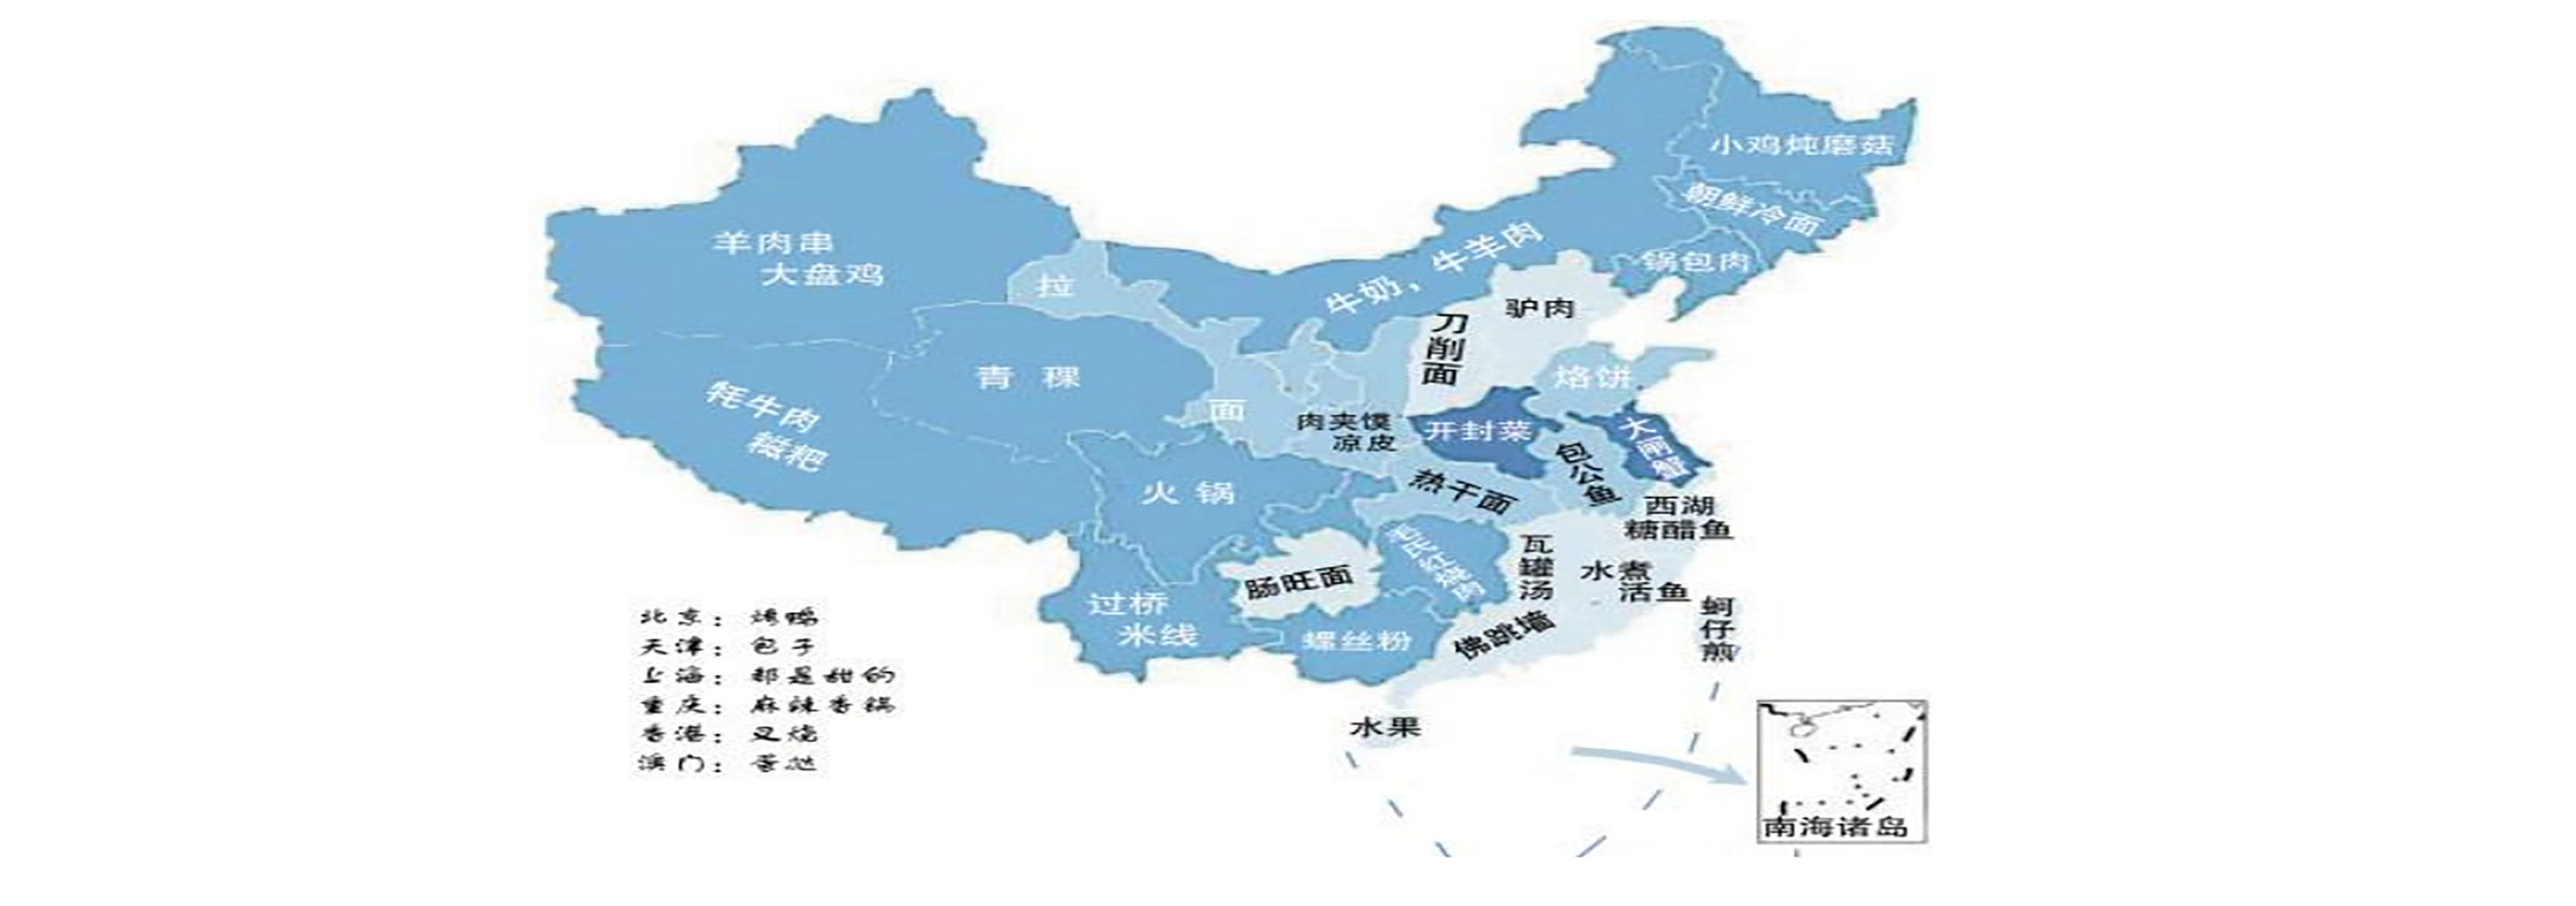 小鸡炖磨菇
朝鲜冷面
锅包肉
牛奶，牛羊肉
羊肉串
大盘鸡
拉
面
驴肉
刀削面
青 稞
烙饼
牦牛肉
糍粑
肉夹馍
凉皮
开封菜
大闸蟹
包公鱼
火 锅
热干面
西湖
糖醋鱼
毛氏红烧肉
瓦罐汤
水煮
活鱼
肠旺面
过桥
米线
螺丝粉
佛跳墙
蚵仔煎
水果
北京：烤鸭
天津：包子
上海：都是甜的
重庆：麻辣香锅
香港：叉烧
澳门：蛋挞
南海诸岛